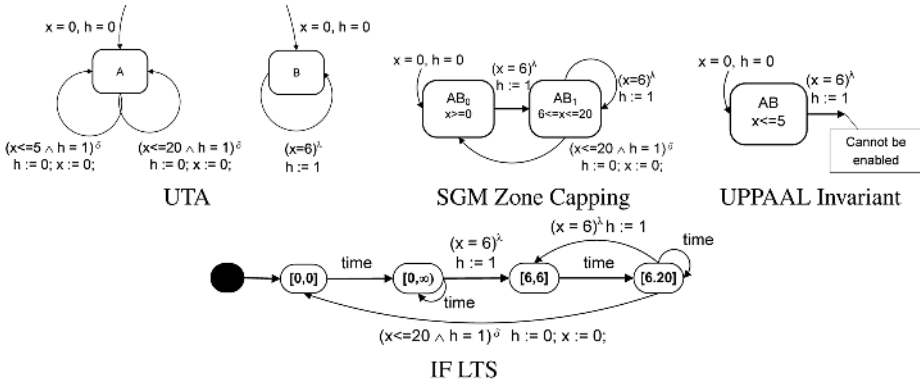 x = 0, h = 0
x = 0, h = 0
A
B
(x<=5 ∧ h = 1)^δ
h := 0; x := 0;
(x<=20 ∧ h = 1)^δ
h := 0; x := 0;
(x=6)^λ
h := 1
UTA
x = 0, h = 0
(x = 6)^λ
h := 1
(x=6)^λ
h := 1
AB₀
x>=0
AB₁
6<=x<=20
(x<=20 ∧ h = 1)^δ
h := 0; x := 0;
SGM Zone Capping
x = 0, h = 0
(x = 6)^λ
h := 1
AB
x<=5
Cannot be
enabled
UPPAAL Invariant
(x = 6)^λ h := 1
(x = 6)^λ
h := 1
time
time
time
[0,0]
[0,∞)
[6,6]
[6.20]
time
time
(x<=20 ∧ h = 1)^δ h := 0; x := 0;
IF LTS